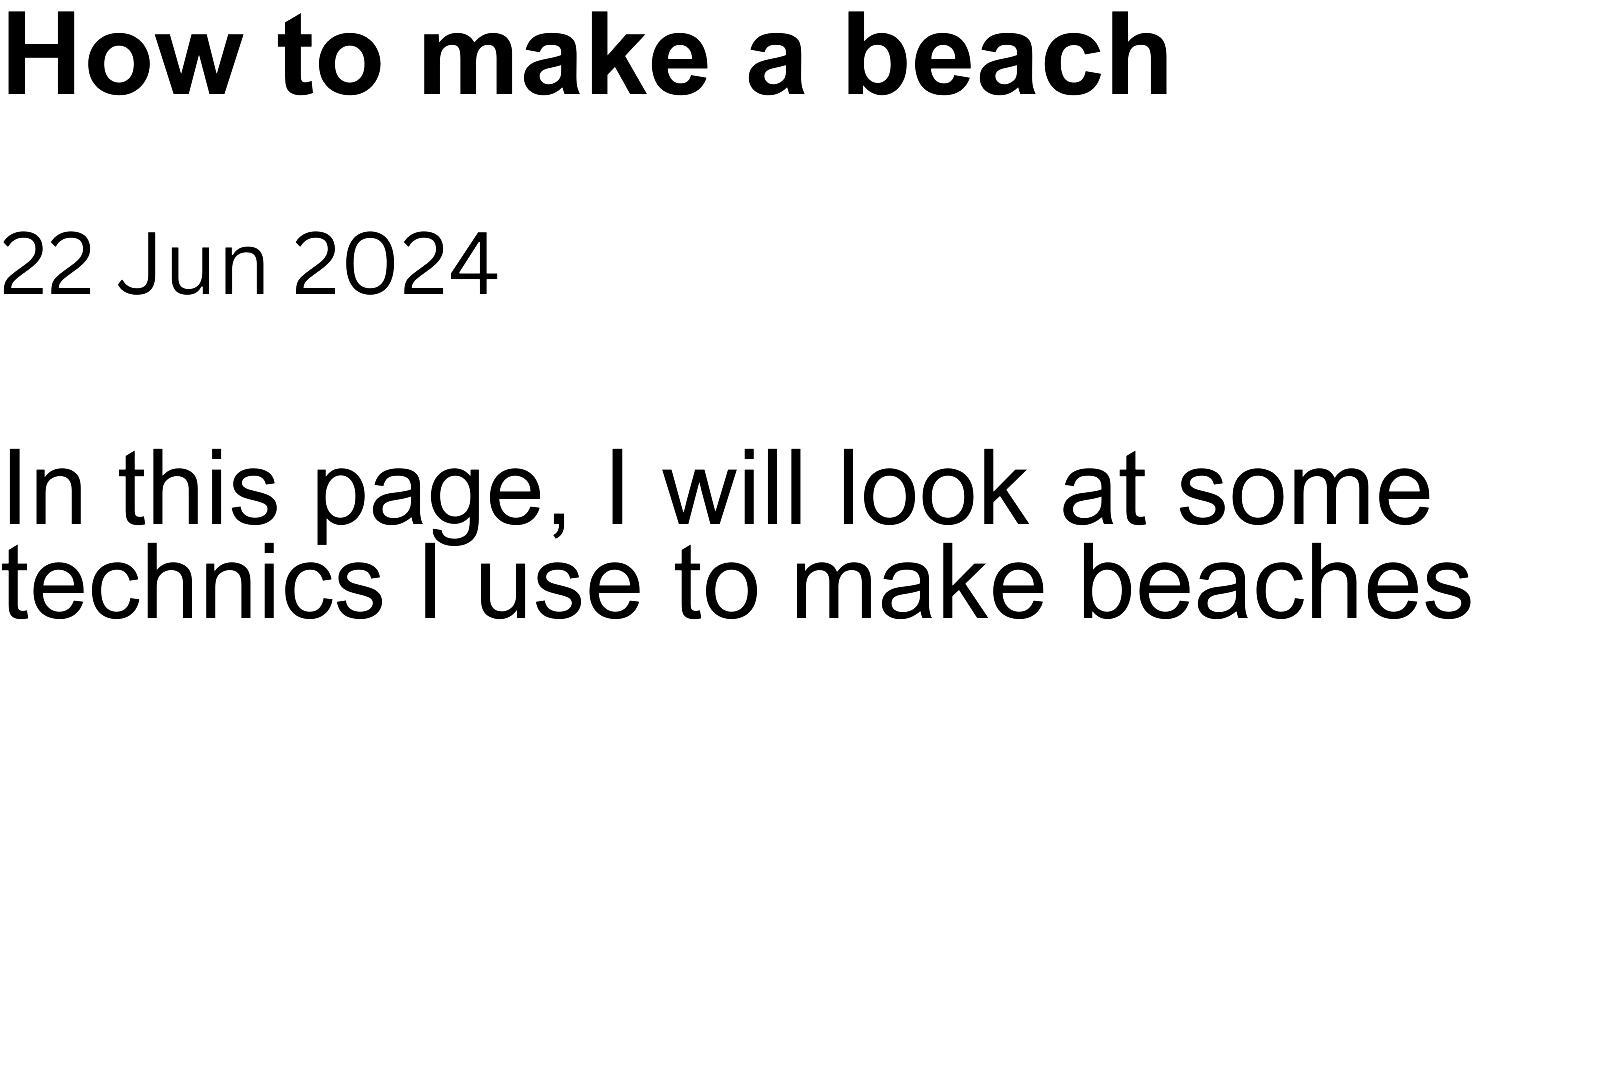 How to make a beach
22 Jun 2024
In this page, I will look at some
technics I use to make beaches